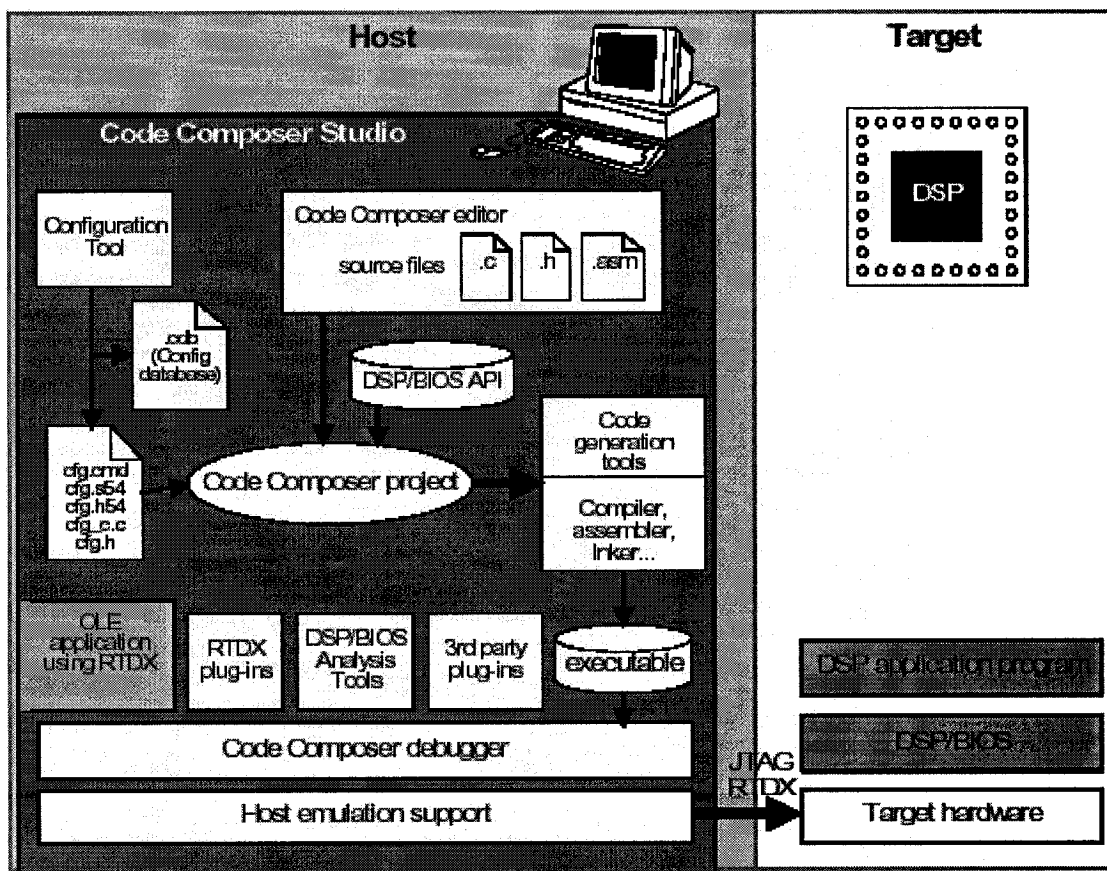 Host
Target
Code Composer Studio
Configuration
Tool
Code Composer editor
source files
.c
.h
.asm
DSP
.cdb
(Config
database)
DSP/BIOS API
Code
generation
tools
cfg.cmd
cfg.s54
cfg.h54
cfg_c.c
cfg.h
Code Composer project
Compiler,
assembler,
linker...
OLE
application
using RTDX
RTDX
plug-ins
DSP/BIOS
Analysis
Tools
3rd party
plug-ins
executable
DSP application program
Code Composer debugger
DSP/BIOS
JTAG
RTDX
Host emulation support
Target hardware